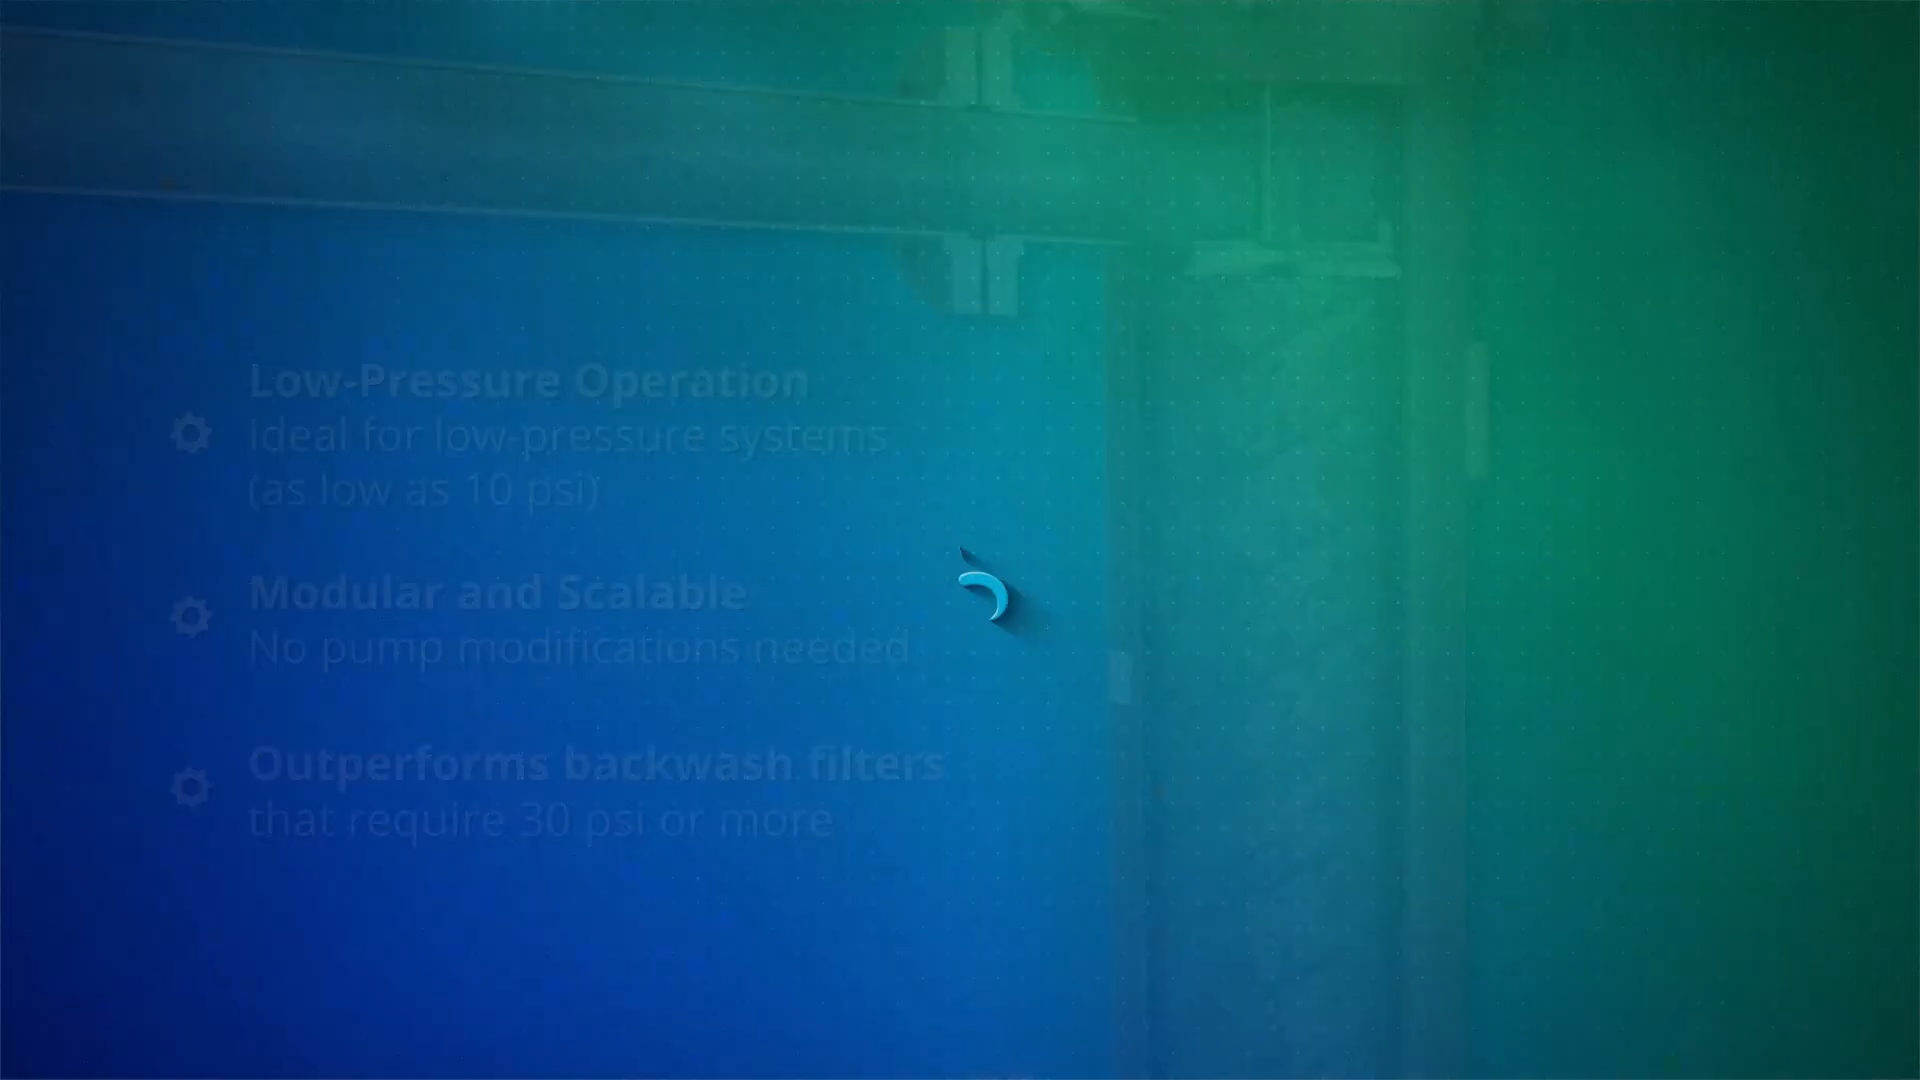 Low-Pressure Operation
Ideal for low-pressure systems
(as low as 10 psi)
Modular and Scalable
No pump modifications needed
Outperforms backwash filters
that require 30 psi or more